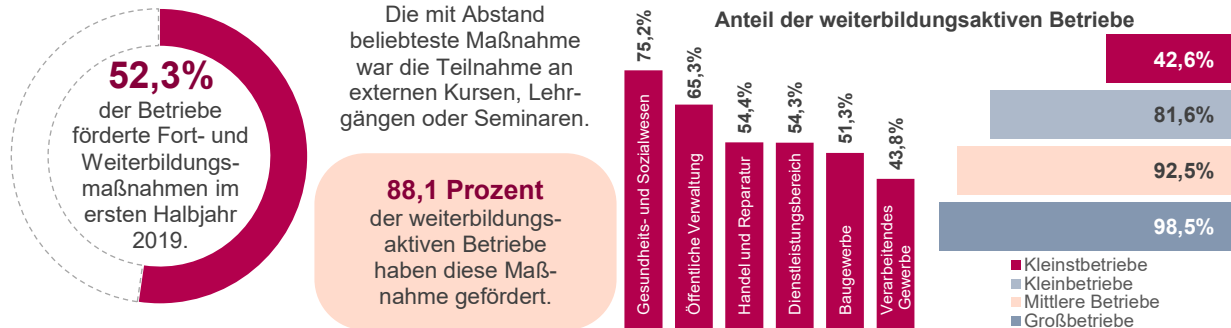 52,3%
der Betriebe
förderte Fort- und
Weiterbildungs-
maßnahmen im
ersten Halbjahr
2019.
Die mit Abstand
beliebteste Maßnahme
war die Teilnahme an
externen Kursen, Lehr-
gängen oder Seminaren.
88,1 Prozent
der weiterbildungs-
aktiven Betriebe
haben diese Maß-
nahme gefördert.
Anteil der weiterbildungsaktiven Betriebe
75,2%
Gesundheits- und Sozialwesen
65,3%
Öffentliche Verwaltung
54,4%
Handel und Reparatur
54,3%
Dienstleistungsbereich
51,3%
Baugewerbe
43,8%
Verarbeitendes
Gewerbe
42,6%
81,6%
92,5%
98,5%
Kleinstbetriebe
Kleinbetriebe
Mittlere Betriebe
Großbetriebe